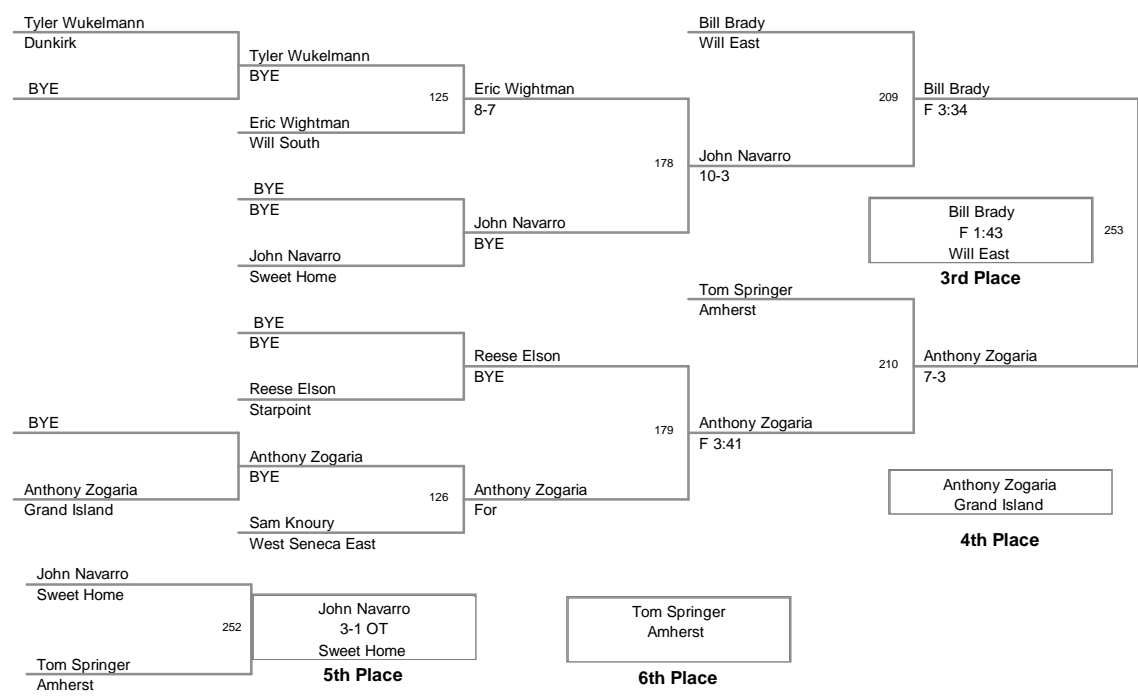 Tyler Wukelmann
Dunkirk
BYE
Tyler Wukelmann
BYE
125
Eric Wightman
Will South
Eric Wightman
8-7
BYE
BYE
John Navarro
Sweet Home
John Navarro
BYE
178
John Navarro
10-3
Bill Brady
Will East
209
Bill Brady
F 3:34
Bill Brady
F 1:43
Will East
3rd Place
253
BYE
BYE
Reese Elson
Starpoint
Reese Elson
BYE
BYE
Anthony Zogaria
Grand Island
Anthony Zogaria
BYE
126
Sam Knoury
West Seneca East
Anthony Zogaria
For
179
Anthony Zogaria
F 3:41
Tom Springer
Amherst
210
Anthony Zogaria
7-3
Anthony Zogaria
Grand Island
4th Place
John Navarro
Sweet Home
252
Tom Springer
Amherst
John Navarro
3-1 OT
Sweet Home
5th Place
Tom Springer
Amherst
6th Place